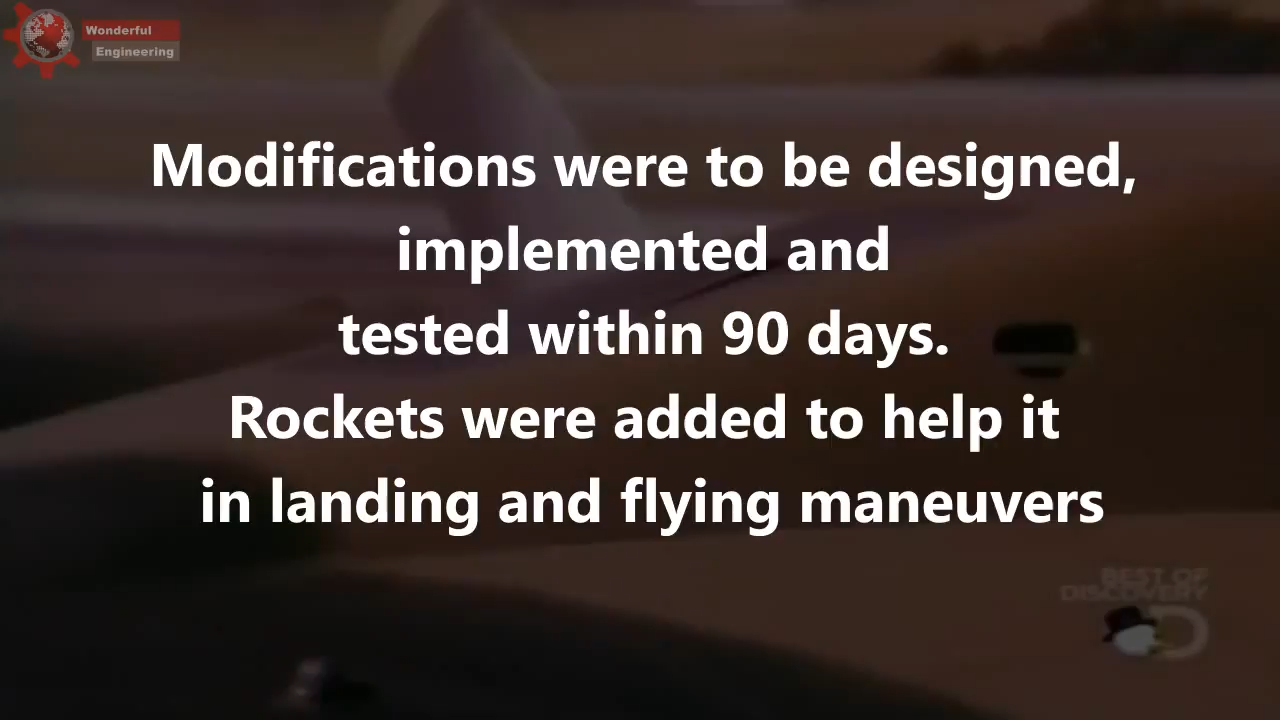 Wonderful
Engineering
Modifications were to be designed,
implemented and
tested within 90 days.
Rockets were added to help it
in landing and flying maneuvers
BEST OF
DISCOVERY
D